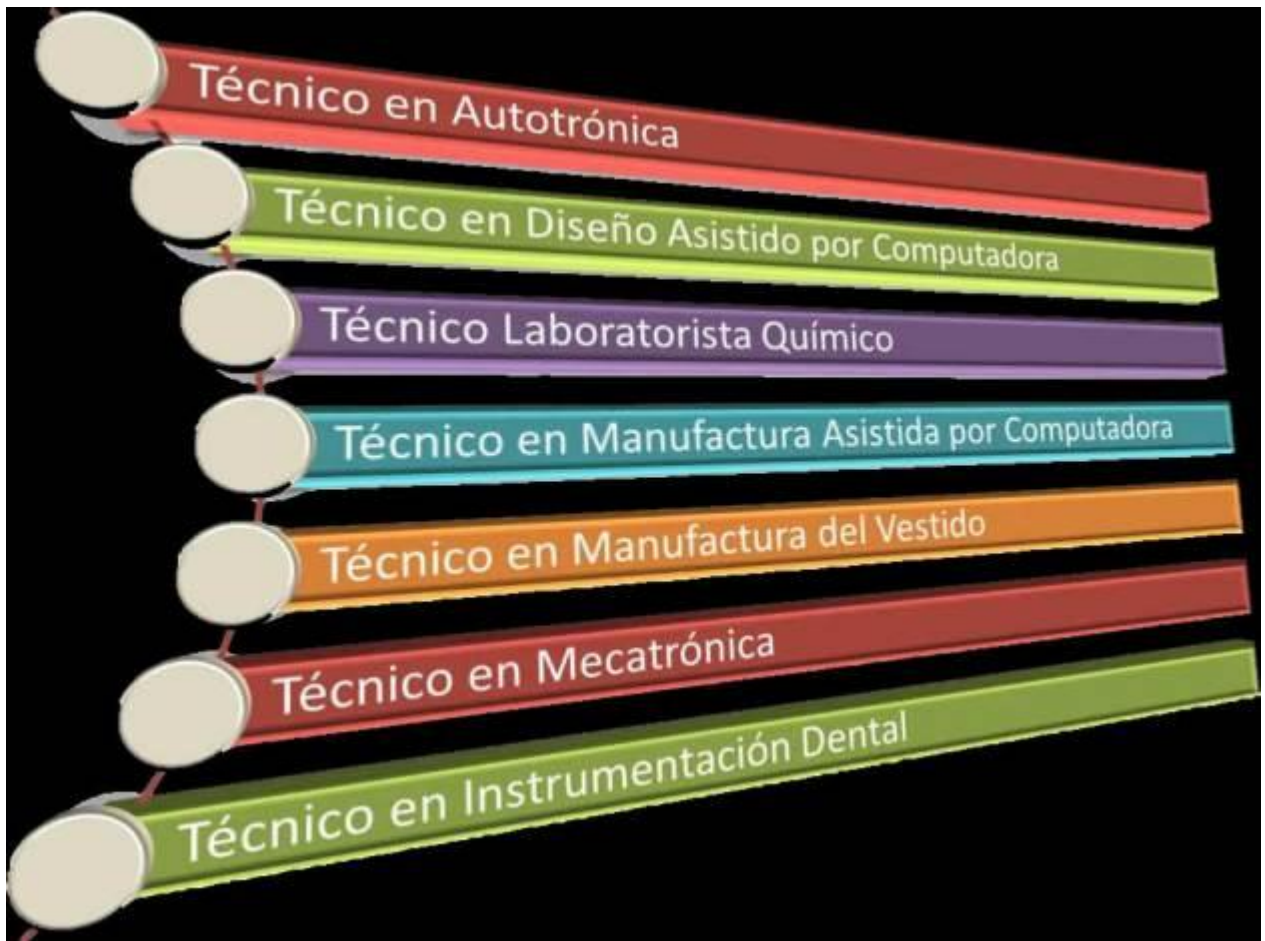 Técnico en Autotrónica
Técnico en Diseño Asistido por Computadora
Técnico Laboratorista Químico
Técnico en Manufactura Asistida por Computadora
Técnico en Manufactura del Vestido
Técnico en Mecatrónica
Técnico en Instrumentación Dental